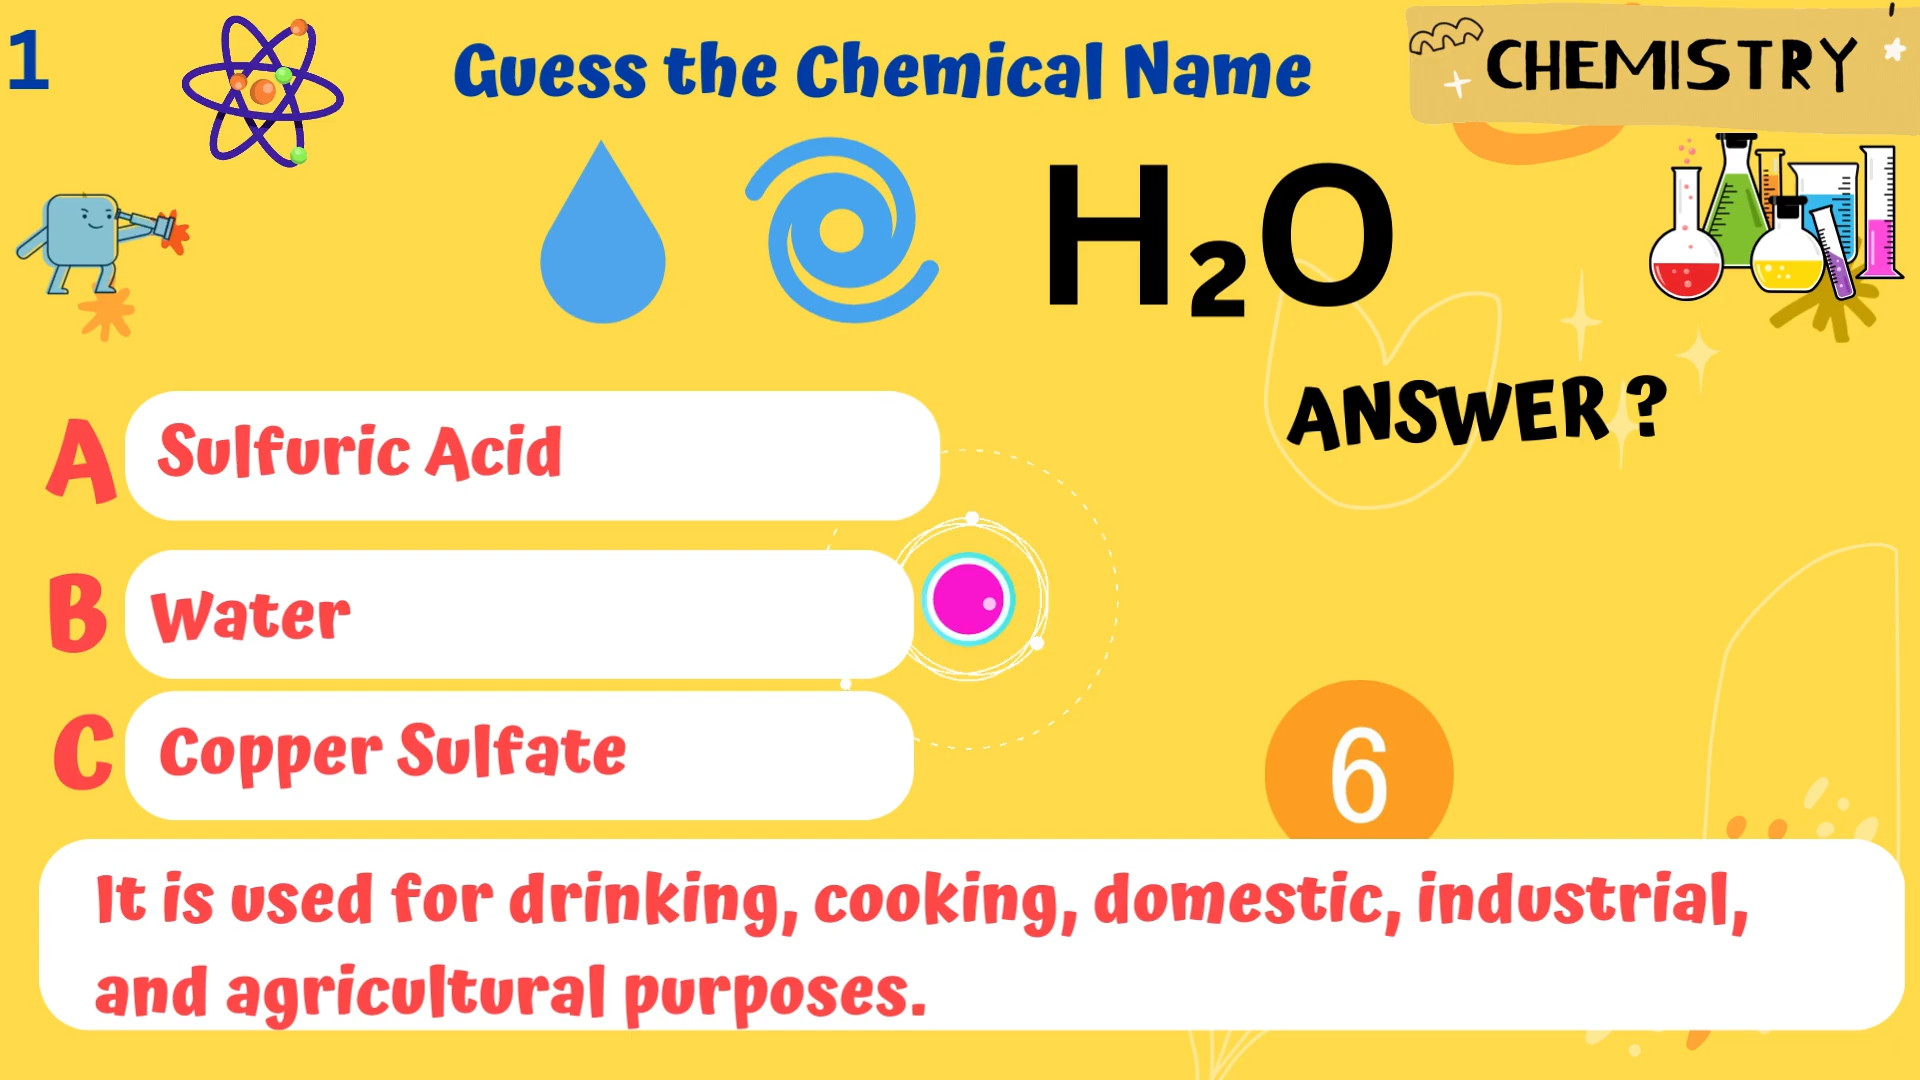 1
Guess the Chemical Name
CHEMISTRY
H₂O
ANSWER ?
A Sulfuric Acid
B Water
C Copper Sulfate
6
It is used for drinking, cooking, domestic, industrial,
and agricultural purposes.